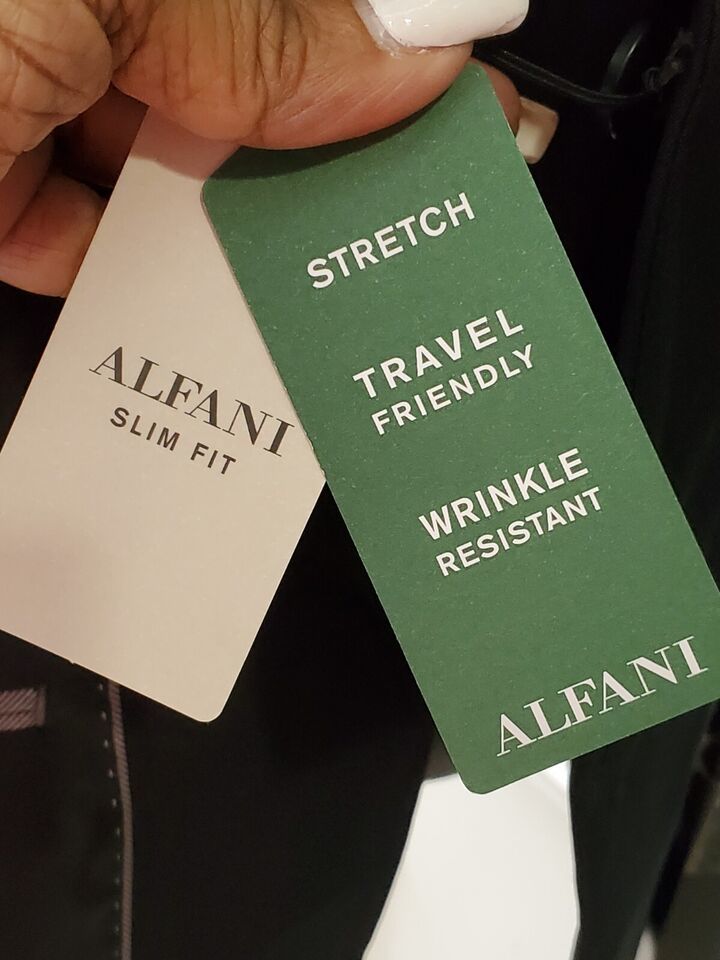 ALFANI
SLIM FIT
STRETCH
TRAVEL
FRIENDLY
WRINKLE
RESISTANT
ALFANI